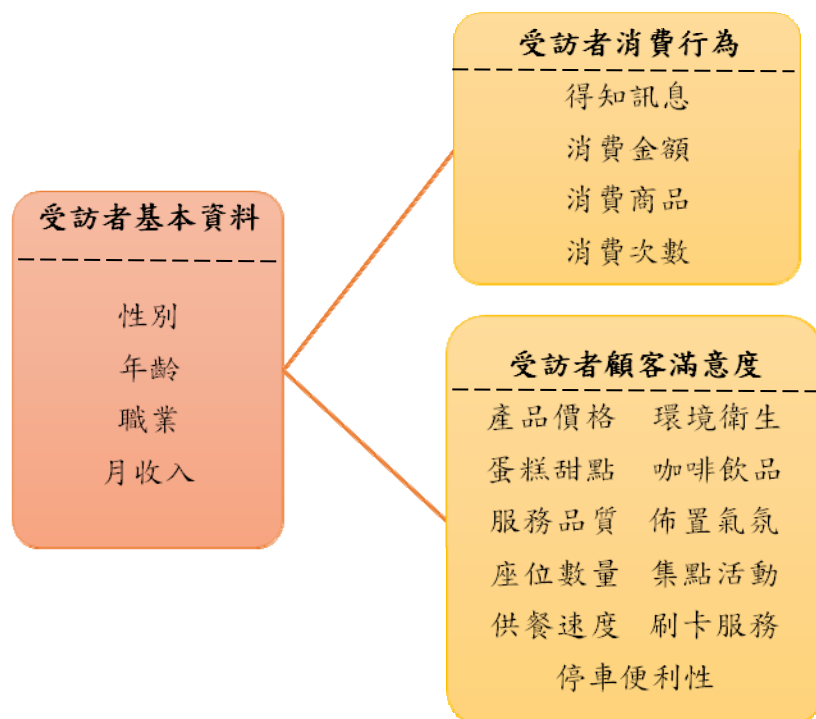 受訪者基本資料
性別
年齡
職業
月收入
受訪者消費行為
得知訊息
消費金額
消費商品
消費次數
受訪者顧客滿意度
產品價格 環境衛生
蛋糕甜點 咖啡飲品
服務品質 佈置氣氛
座位數量 集點活動
供餐速度 刷卡服務
停車便利性